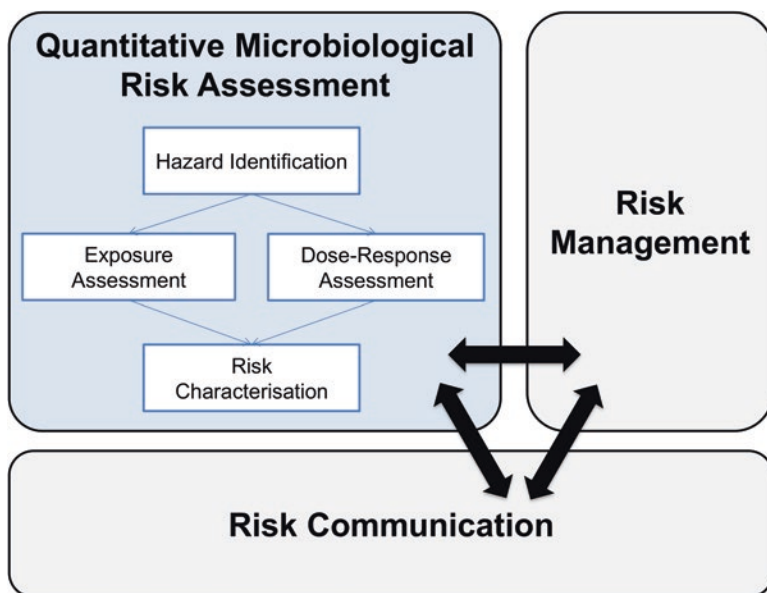 Quantitative Microbiological
Risk Assessment
Hazard Identification
Exposure
Assessment
Dose-Response
Assessment
Risk
Characterisation
Risk
Management
Risk Communication